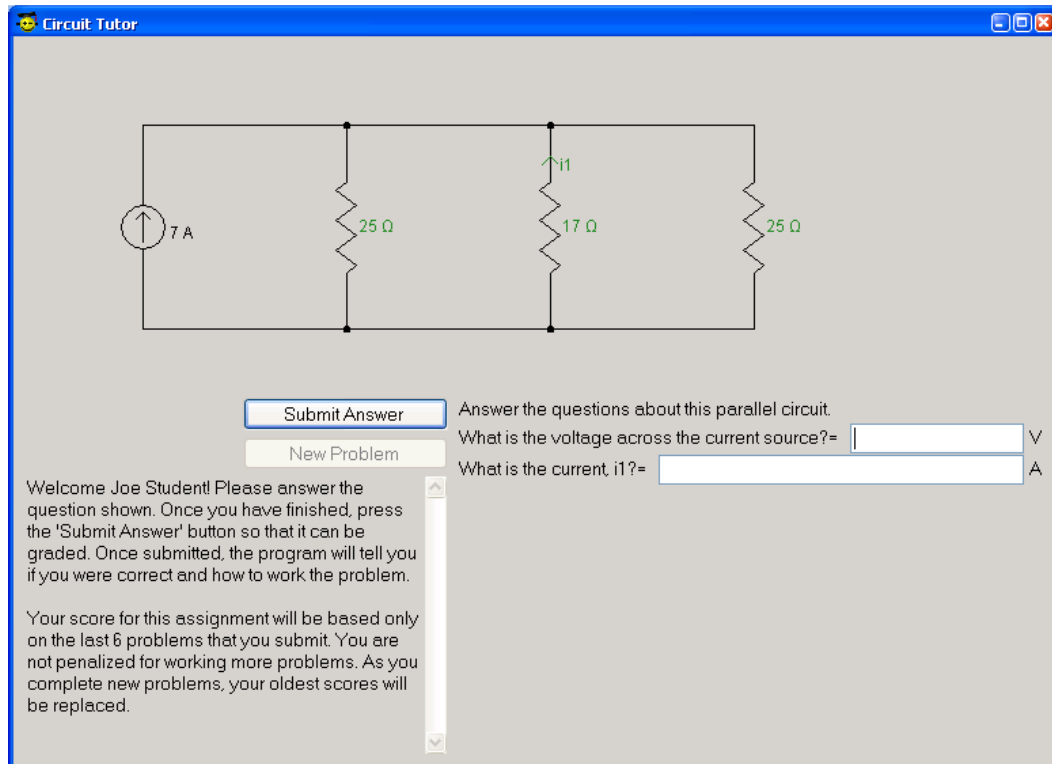 Circuit Tutor
i1
7 A
25 Ω
17 Ω
25 Ω
Submit Answer
New Problem
Answer the questions about this parallel circuit.
What is the voltage across the current source?=
V
What is the current, i1?=
A
Welcome Joe Student! Please answer the
question shown. Once you have finished, press
the 'Submit Answer' button so that it can be
graded. Once submitted, the program will tell you
if you were correct and how to work the problem.
Your score for this assignment will be based only
on the last 6 problems that you submit. You are
not penalized for working more problems. As you
complete new problems, your oldest scores will
be replaced.